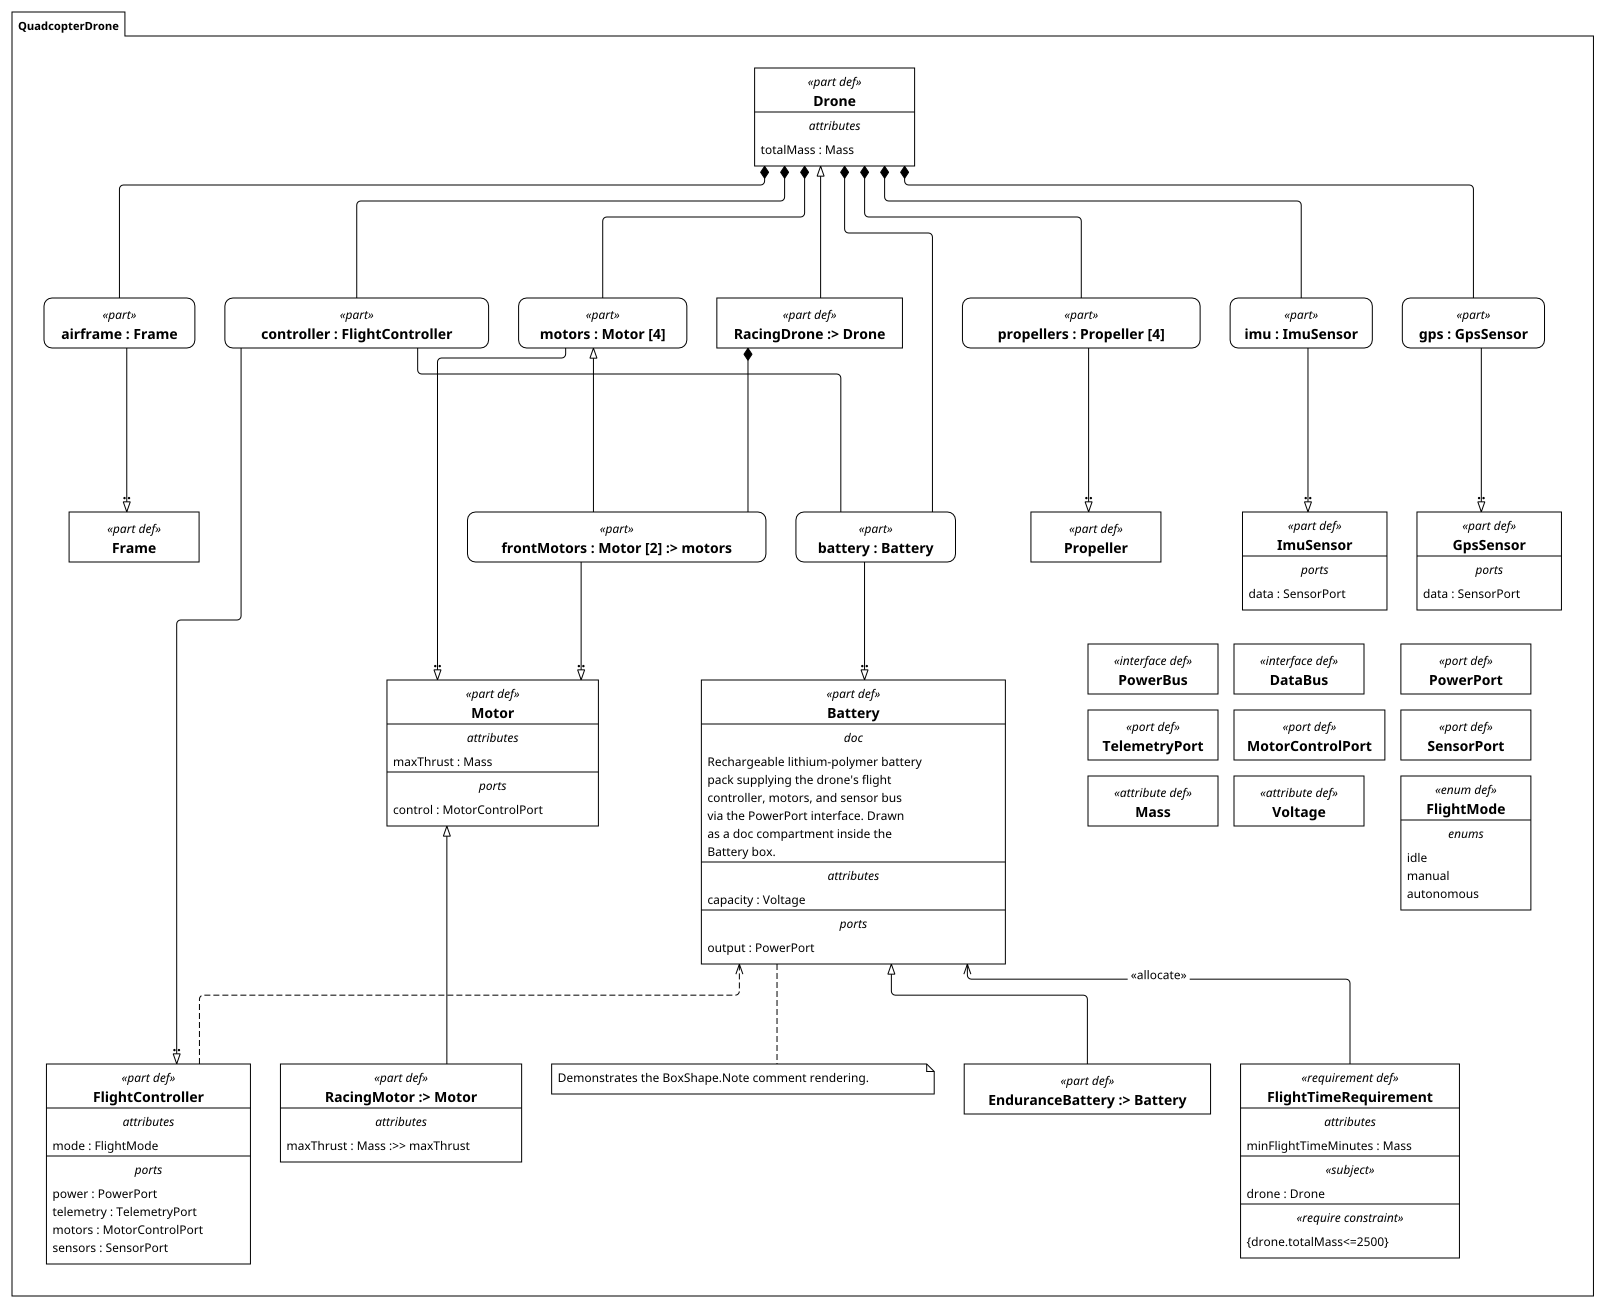 QuadcopterDrone
«part def»
Drone
attributes
totalMass : Mass
«part»
airframe : Frame
«part»
controller : FlightController
«part»
motors : Motor [4]
«part def»
RacingDrone :> Drone
«part»
propellers : Propeller [4]
«part»
imu : ImuSensor
«part»
gps : GpsSensor
«part def»
Frame
«part»
frontMotors : Motor [2] :> motors
«part»
battery : Battery
«part def»
Propeller
«part def»
ImuSensor
ports
data : SensorPort
«part def»
GpsSensor
ports
data : SensorPort
«part def»
Motor
attributes
maxThrust : Mass
ports
control : MotorControlPort
«part def»
Battery
doc
Rechargeable lithium-polymer battery
pack supplying the drone's flight
controller, motors, and sensor bus
via the PowerPort interface. Drawn
as a doc compartment inside the
Battery box.
attributes
capacity : Voltage
ports
output : PowerPort
«interface def»
PowerBus
«interface def»
DataBus
«port def»
PowerPort
«port def»
TelemetryPort
«port def»
MotorControlPort
«port def»
SensorPort
«attribute def»
Mass
«attribute def»
Voltage
«enum def»
FlightMode
enums
idle
manual
autonomous
«allocate»
«part def»
FlightController
attributes
mode : FlightMode
ports
power : PowerPort
telemetry : TelemetryPort
motors : MotorControlPort
sensors : SensorPort
«part def»
RacingMotor :> Motor
attributes
maxThrust : Mass :>> maxThrust
Demonstrates the BoxShape.Note comment rendering.
«part def»
EnduranceBattery :> Battery
«requirement def»
FlightTimeRequirement
attributes
minFlightTimeMinutes : Mass
«subject»
drone : Drone
«require constraint»
{drone.totalMass<=2500}